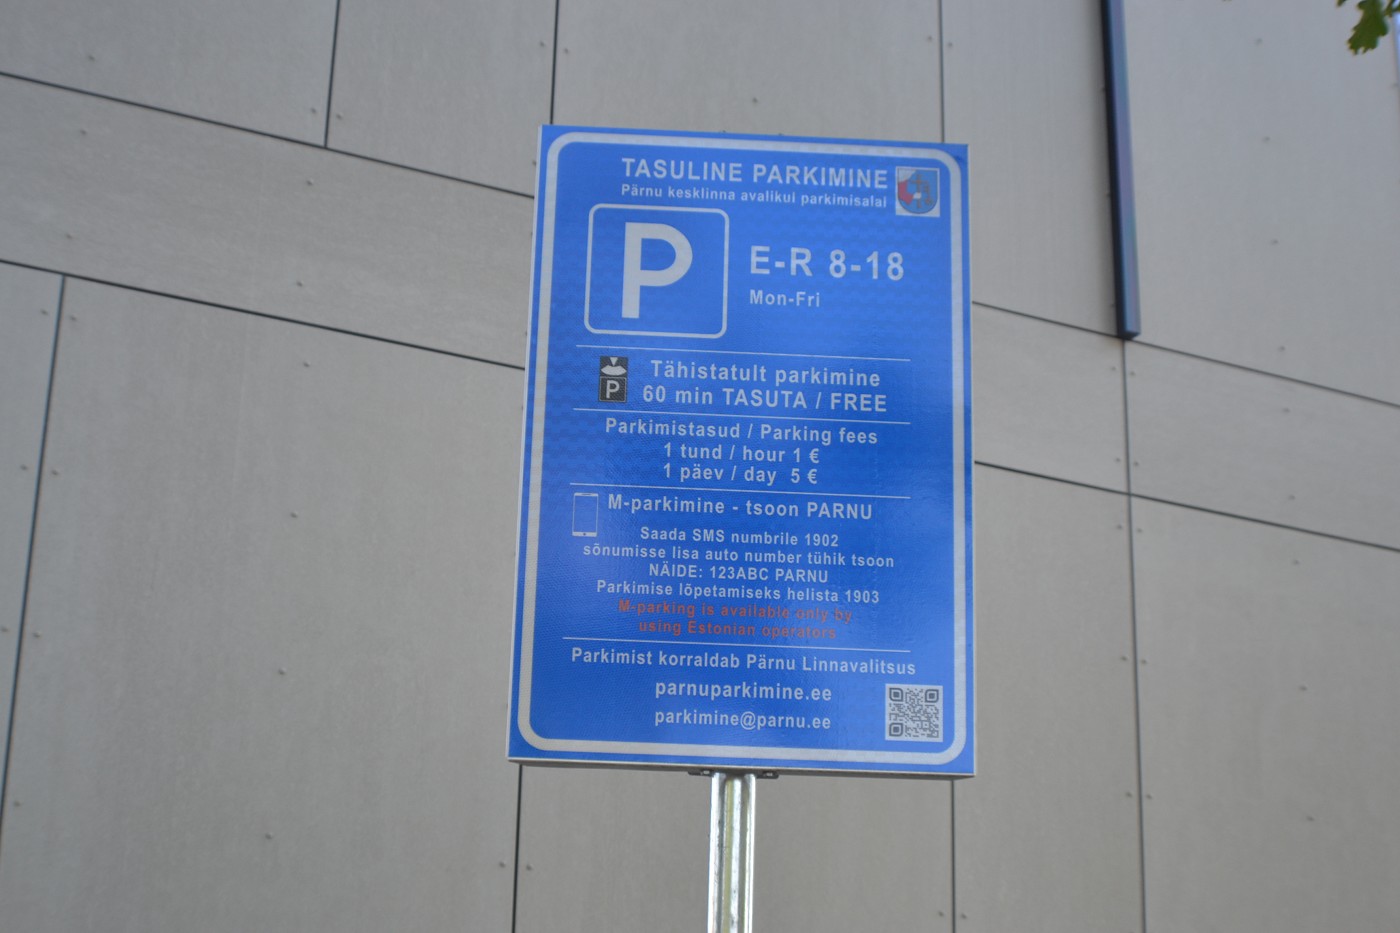 TASULINE PARKIMINE
Pärnu kesklinna avalikul parkimisalal
P
E-R 8-18
Mon-Fri
P
Tähistatult parkimine
60 min TASUTA / FREE
Parkimistasud / Parking fees
1 tund / hour 1 €
1 päev / day 5 €
M-parkimine - tsoon PARNU
Saada SMS numbrile 1902
sõnumisse lisa auto number tühik tsoon
NÄIDE: 123ABC PARNU
Parkimise lõpetamiseks helista 1903
M-parking is available only by
using Estonian operators
Parkimist korraldab Pärnu Linnavalitsus
parnuparkimine.ee
parkimine@parnu.ee